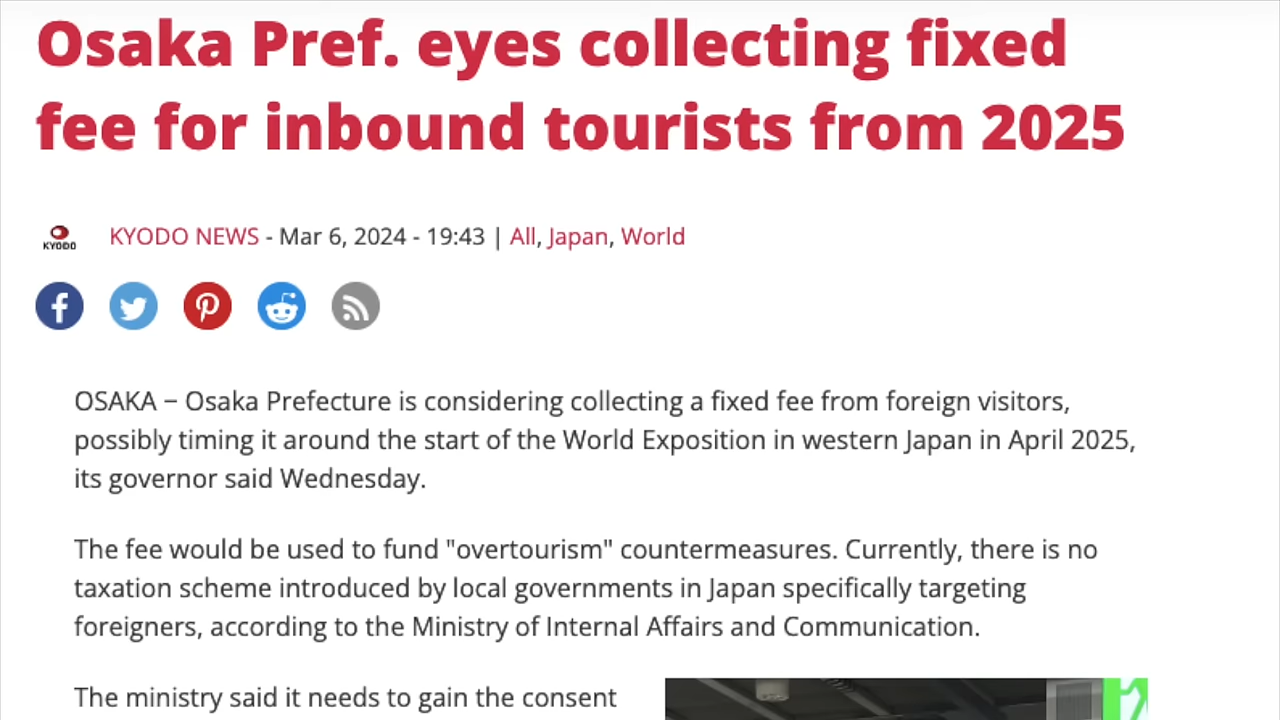 Osaka Pref. eyes collecting fixed
fee for inbound tourists from 2025
KYODO
KYODO NEWS - Mar 6, 2024 - 19:43 | All, Japan, World
OSAKA – Osaka Prefecture is considering collecting a fixed fee from foreign visitors,
possibly timing it around the start of the World Exposition in western Japan in April 2025,
its governor said Wednesday.
The fee would be used to fund "overtourism" countermeasures. Currently, there is no
taxation scheme introduced by local governments in Japan specifically targeting
foreigners, according to the Ministry of Internal Affairs and Communication.
The ministry said it needs to gain the consent